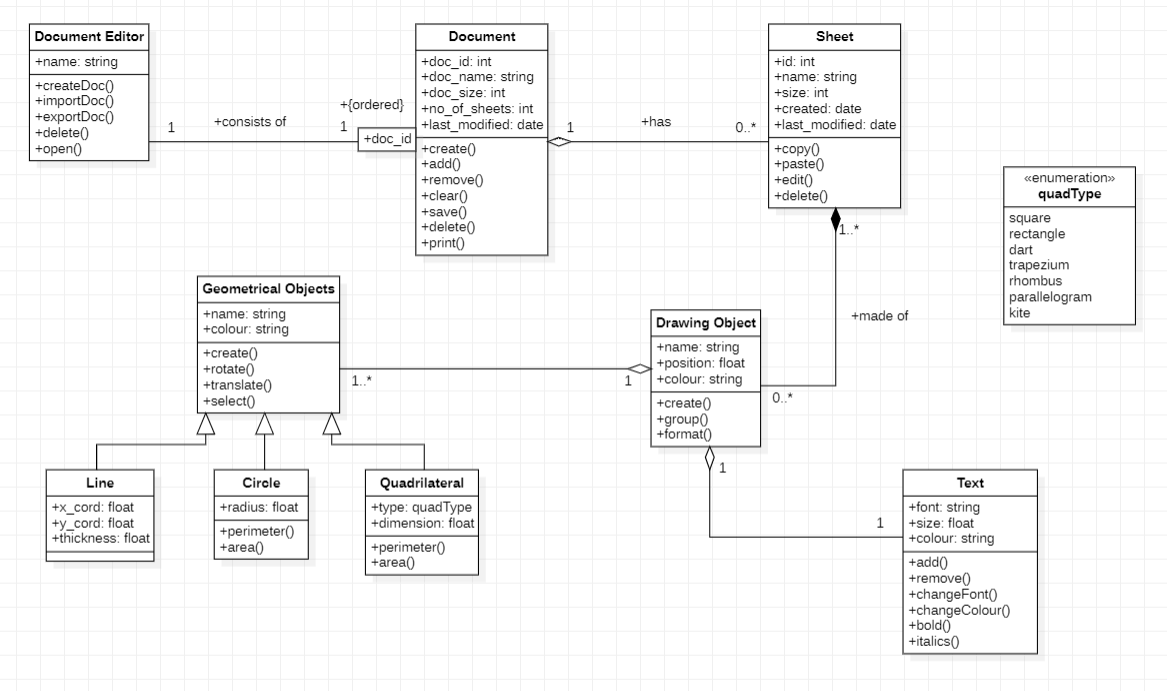 Document Editor
+name: string
+createDoc()
+importDoc()
+exportDoc()
+delete()
+open()
1
+consists of
+{ordered}
1
+doc_id
Document
+doc_id: int
+doc_name: string
+doc_size: int
+no_of_sheets: int
+last_modified: date
+create()
+add()
+remove()
+clear()
+save()
+delete()
+print()
1
+has
0..*
Sheet
+id: int
+name: string
+size: int
+created: date
+last_modified: date
+copy()
+paste()
+edit()
+delete()
1..*
+made of
0..*
«enumeration»
quadType
square
rectangle
dart
trapezium
rhombus
parallelogram
kite
Geometrical Objects
+name: string
+colour: string
+create()
+rotate()
+translate()
+select()
1..*
1
Drawing Object
+name: string
+position: float
+colour: string
+create()
+group()
+format()
1
1
Line
+x_cord: float
+y_cord: float
+thickness: float
Circle
+radius: float
+perimeter()
+area()
Quadrilateral
+type: quadType
+dimension: float
+perimeter()
+area()
Text
+font: string
+size: float
+colour: string
+add()
+remove()
+changeFont()
+changeColour()
+bold()
+italics()